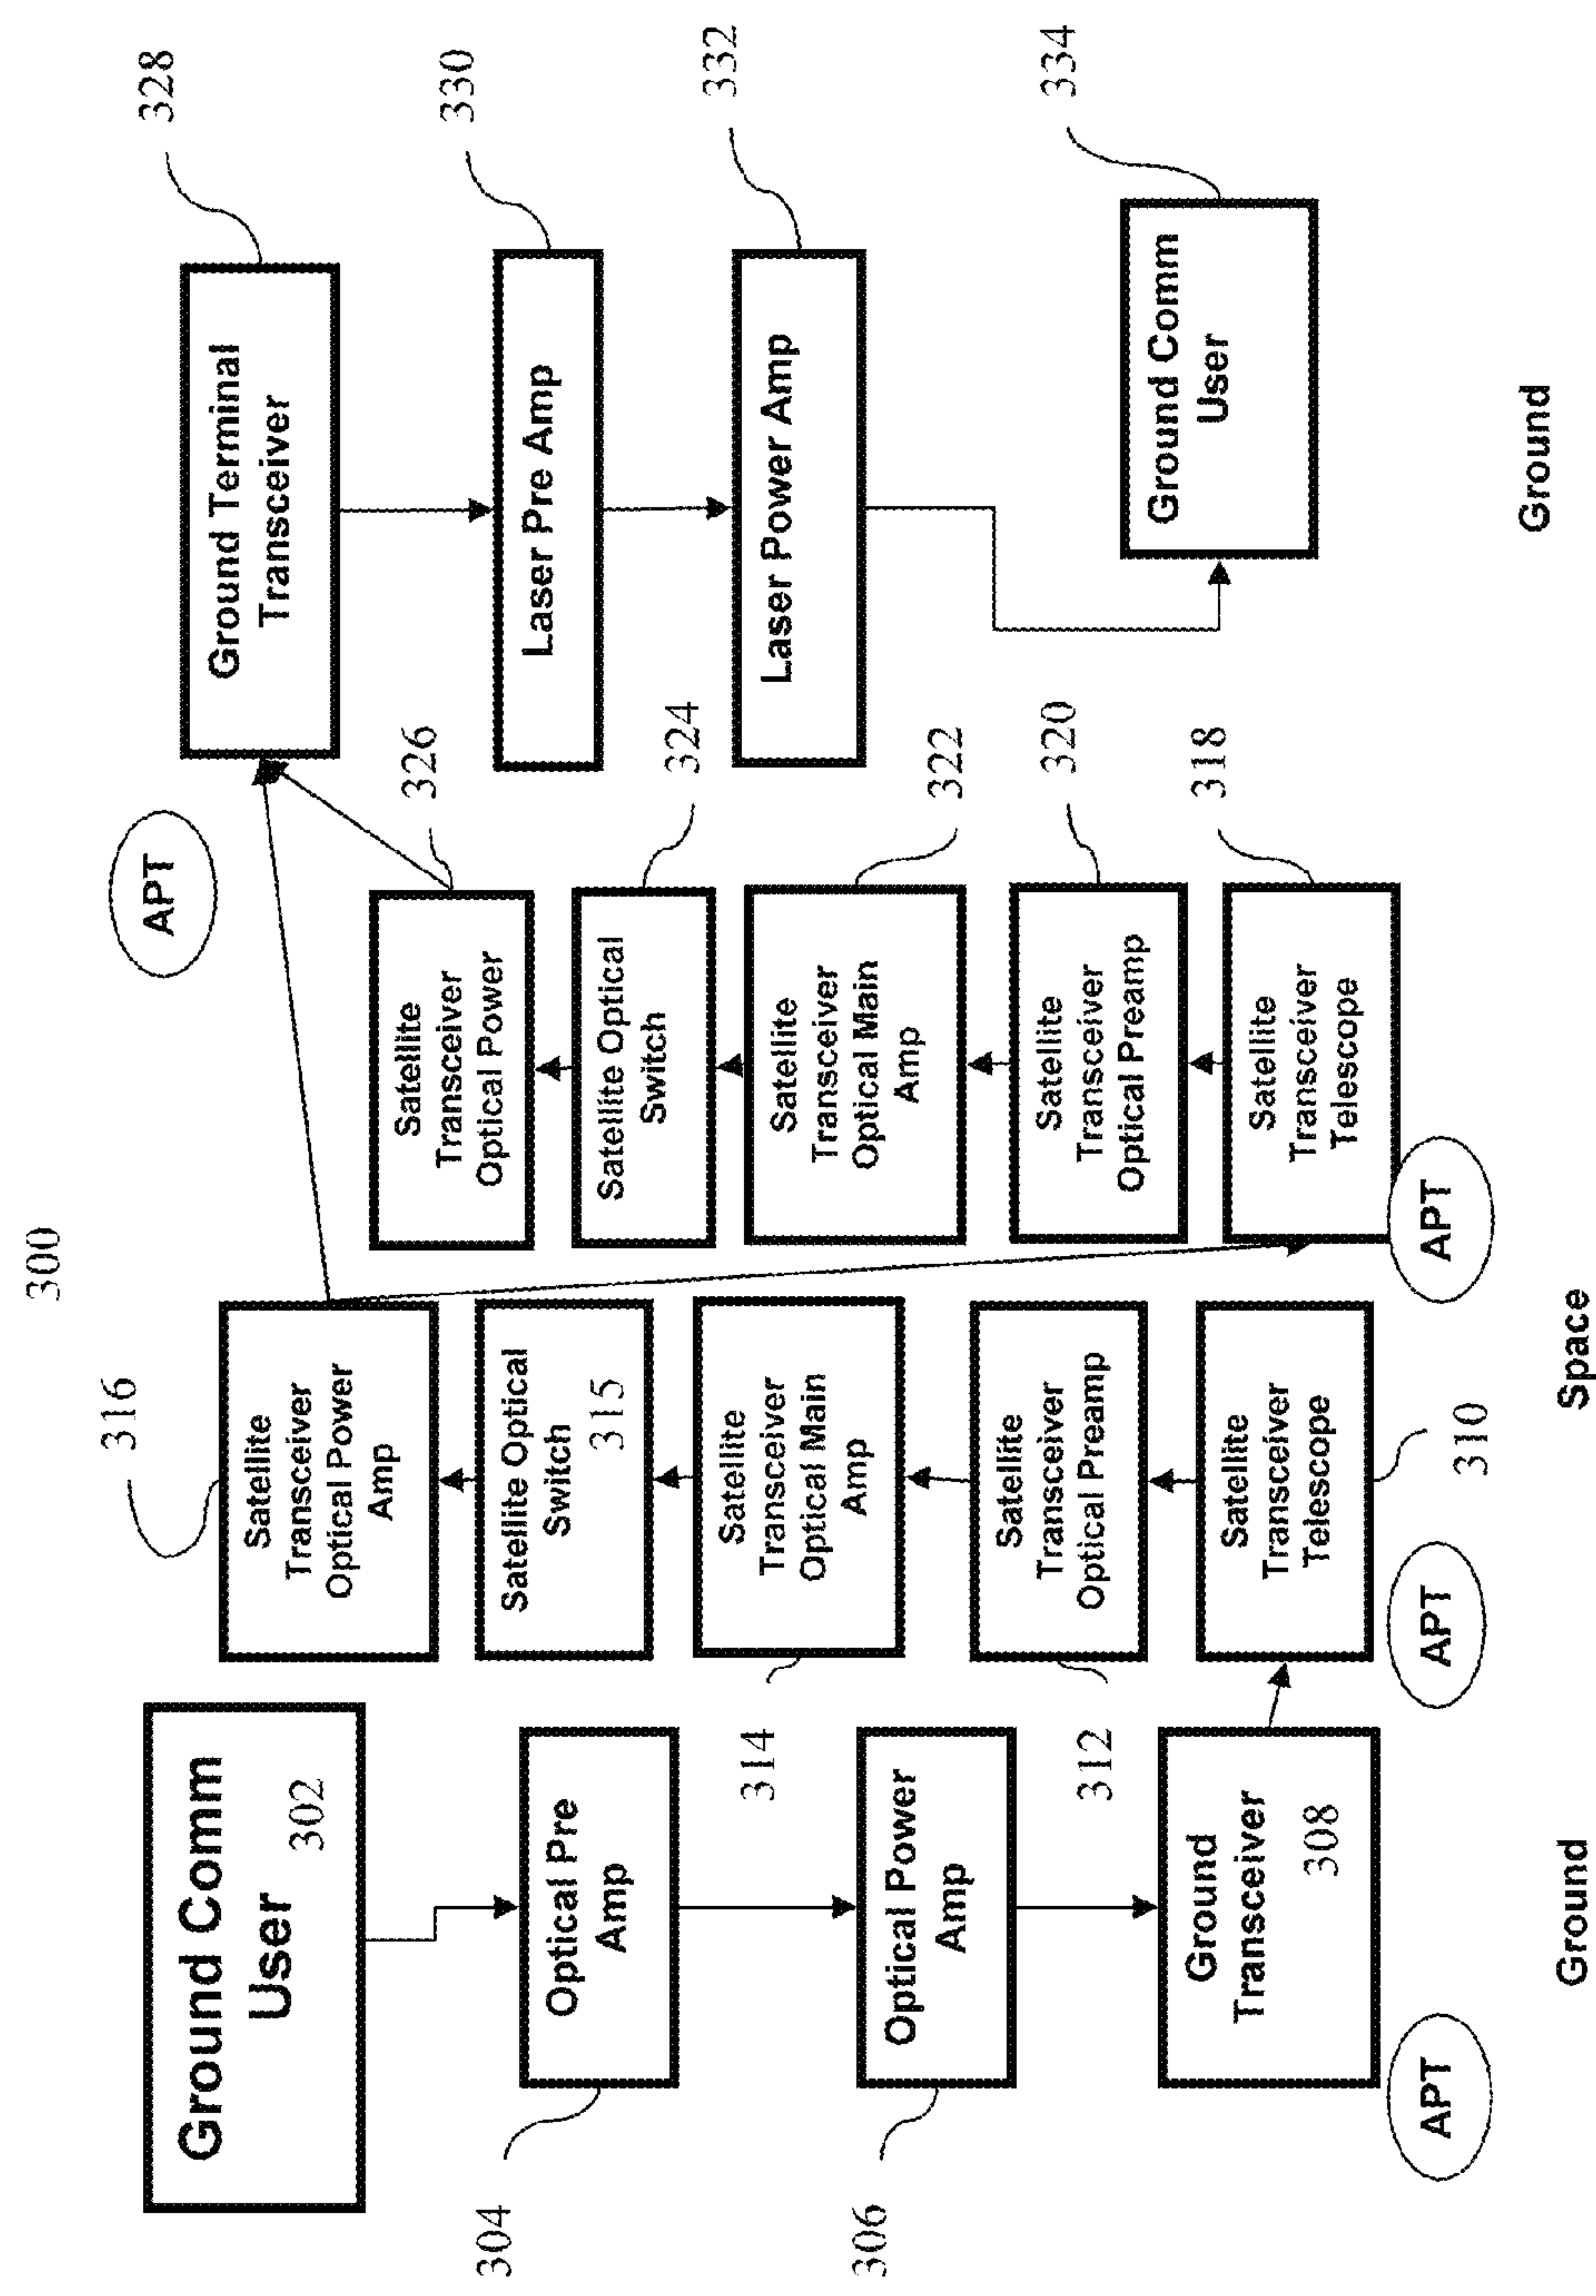 300
Ground Comm
User
302
304
Optical Pre
Amp
306
Optical Power
Amp
Ground
Transceiver
308
APT
Ground
316
Satellite
Transceiver
Optical Power
Amp
Satellite Optical
Switch
315
314
Satellite
Transceiver
Optical Main
Amp
312
Satellite
Transceiver
Optical Preamp
Satellite
Transceiver
Telescope
310
APT
Space
326
Satellite
Transceiver
Optical Power
324
Satellite Optical
Switch
322
Satellite
Transceiver
Optical Main
Amp
320
Satellite
Transceiver
Optical Preamp
318
Satellite
Transceiver
Telescope
APT
APT
328
Ground Terminal
Transceiver
330
Laser Pre Amp
332
Laser Power Amp
334
Ground Comm
User
Ground